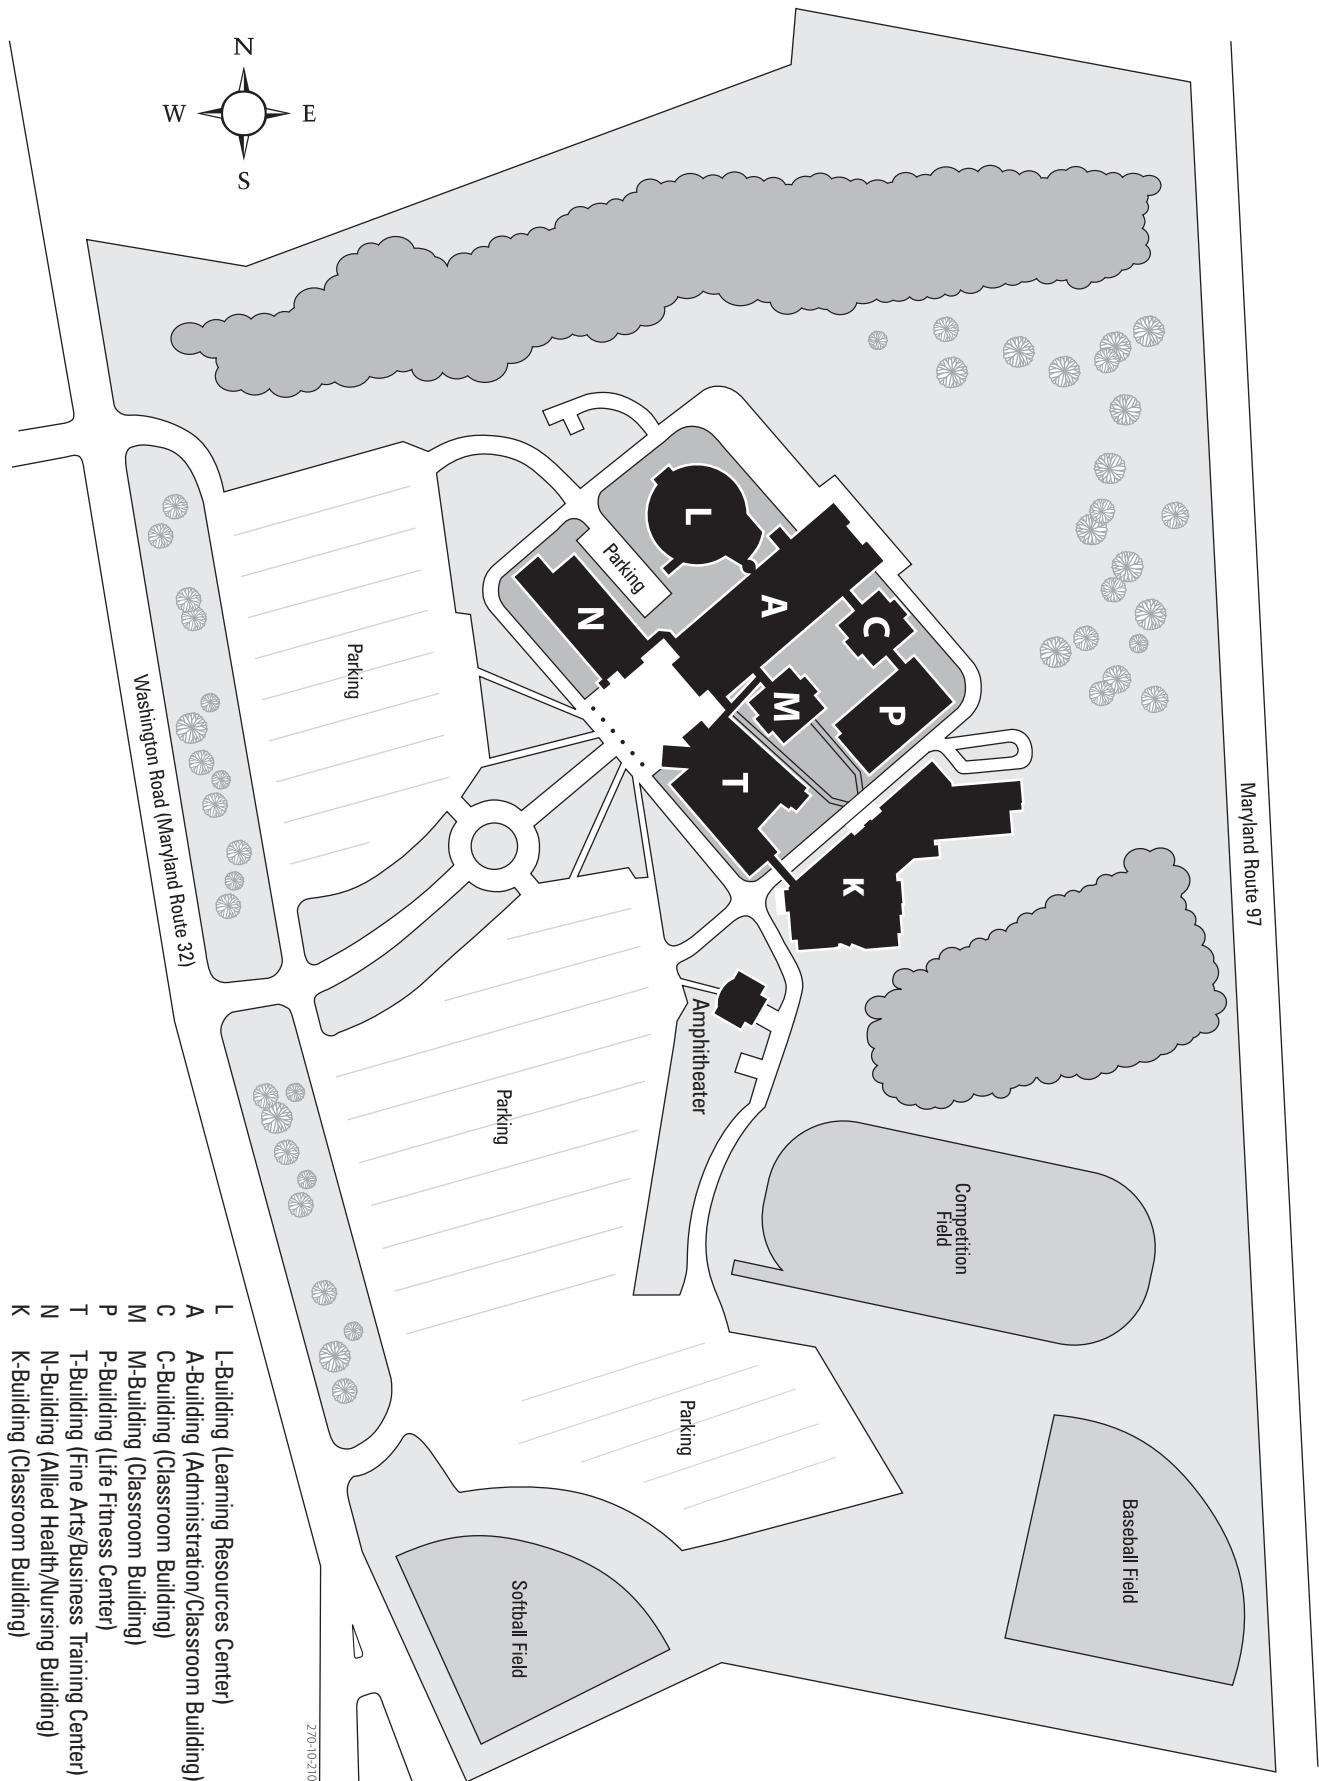 N
W
E
S
Maryland Route 97
Washington Road (Maryland Route 32)
L
Parking
N
A
C
M
P
T
K
Parking
Amphitheater
Parking
Competition
Field
Parking
Baseball Field
Softball Field
L L-Building (Learning Resources Center)
A A-Building (Administration/Classroom Building)
C C-Building (Classroom Building)
M M-Building (Classroom Building)
P P-Building (Life Fitness Center)
T T-Building (Fine Arts/Business Training Center)
N N-Building (Allied Health/Nursing Building)
K K-Building (Classroom Building)
270-10-210